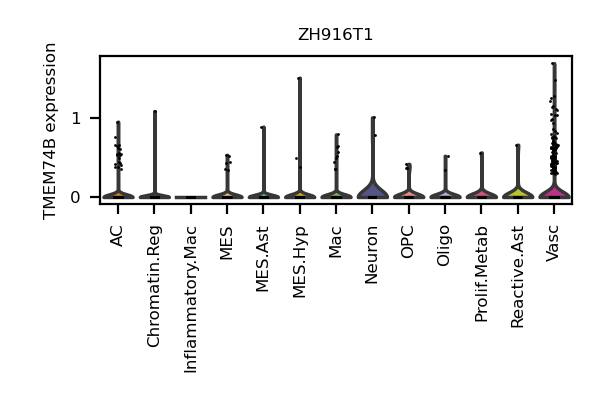 ZH916T1
TMEM74B expression
1
0
AC
Chromatin.Reg
Inflammatory.Mac
MES
MES.Ast
MES.Hyp
Mac
Neuron
OPC
Oligo
Prolif.Metab
Reactive.Ast
Vasc